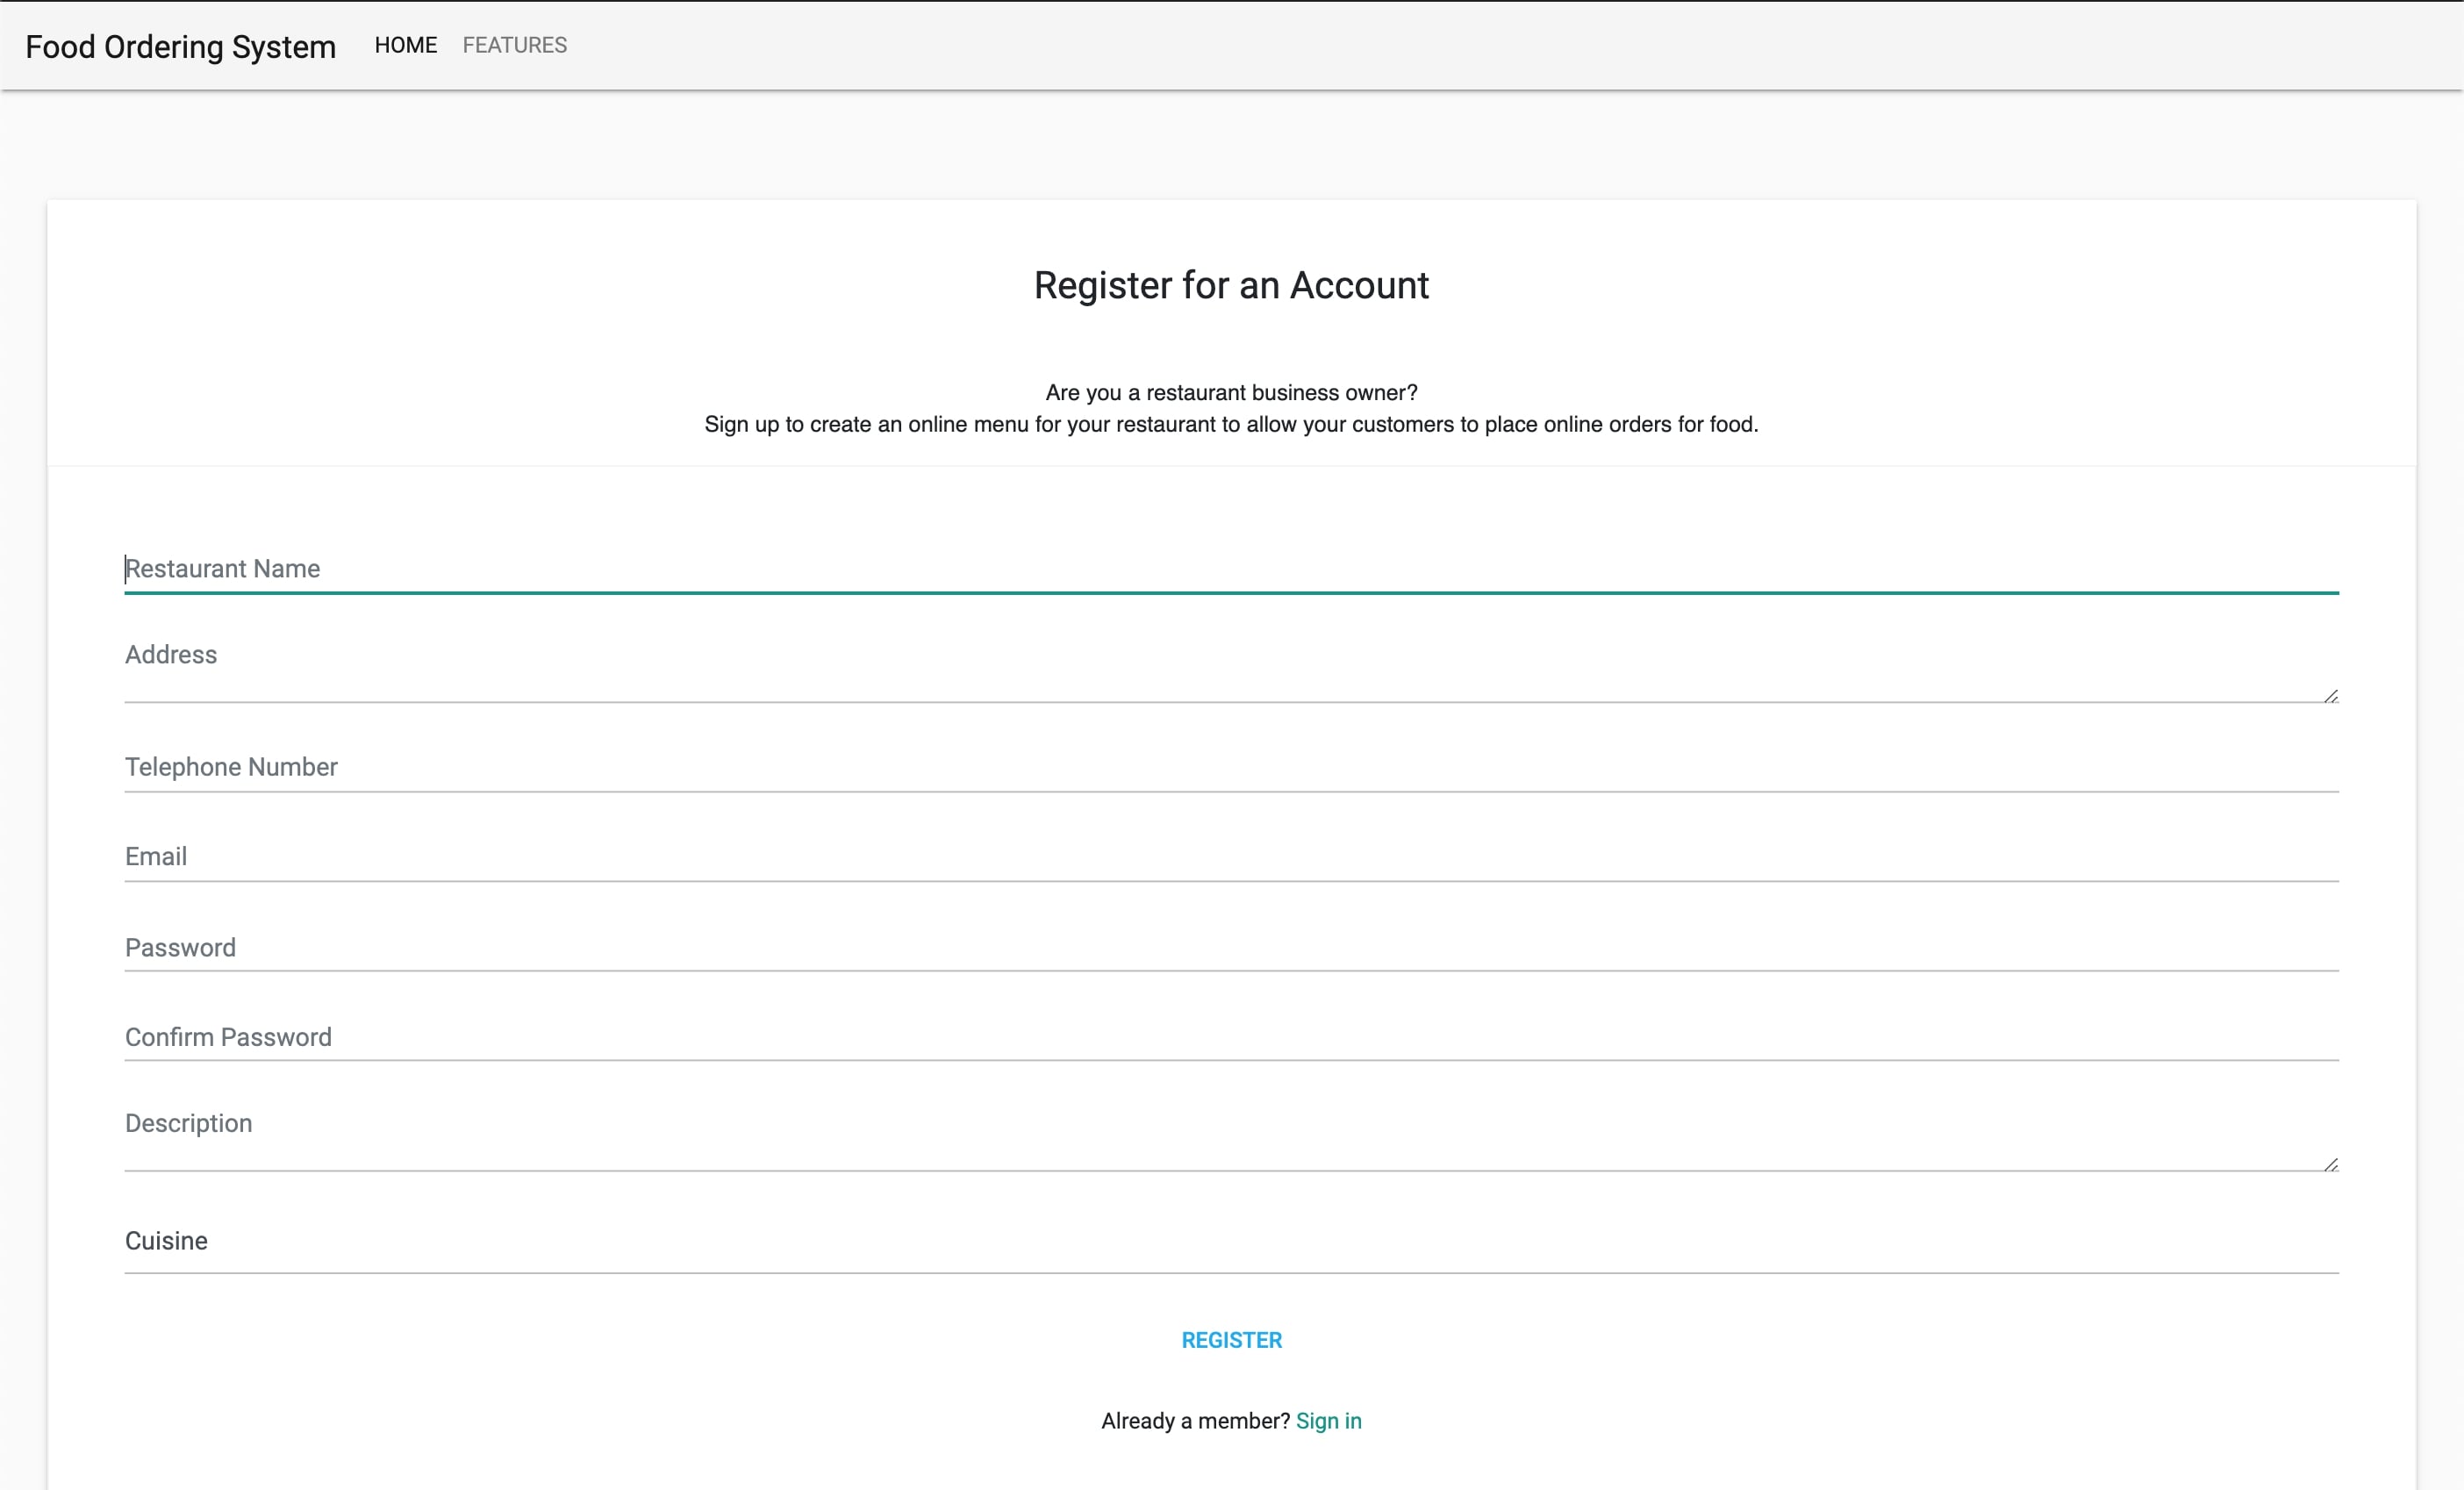 Food Ordering System HOME FEATURES
Register for an Account
Are you a restaurant business owner?
Sign up to create an online menu for your restaurant to allow your customers to place online orders for food.
Restaurant Name
Address
Telephone Number
Email
Password
Confirm Password
Description
Cuisine
REGISTER
Already a member? Sign in